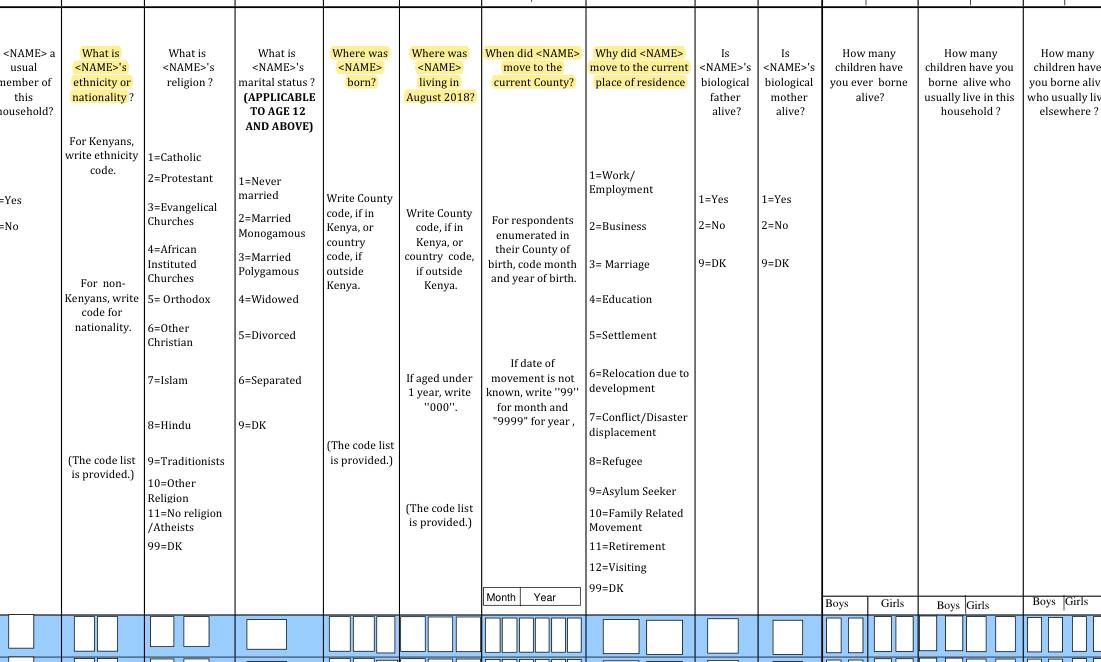 <NAME> a
usual
member of
this
household?
=Yes
=No
What is
<NAME>'s
ethnicity or
nationality ?
For Kenyans,
write ethnicity
code.
For non-
Kenyans, write
code for
nationality.
(The code list
is provided.)
What is
<NAME>'s
religion ?
1=Catholic
2=Protestant
3=Evangelical
Churches
4=African
Instituted
Churches
5= Orthodox
6=Other
Christian
7=Islam
8=Hindu
9=Traditionists
10=Other
Religion
11=No religion
/Atheists
99=DK
What is
<NAME>'s
marital status ?
(APPLICABLE
TO AGE 12
AND ABOVE)
1=Never
married
2=Married
Monogamous
3=Married
Polygamous
4=Widowed
5=Divorced
6=Separated
9=DK
Where was
<NAME>
born?
Write County
code, if in
Kenya, or
country
code, if
outside
Kenya.
(The code list
is provided.)
Where was
<NAME>
living in
August 2018?
Write County
code, if in
Kenya, or
country code,
if outside
Kenya.
If aged under
1 year, write
"000".
(The code list
is provided.)
When did <NAME>
move to the
current County?
For respondents
enumerated in
their County of
birth, code month
and year of birth.
If date of
movement is not
known, write "99"
for month and
"9999" for year ,
Month Year
Why did <NAME>
move to the current
place of residence
1=Work/
Employment
2=Business
3= Marriage
4=Education
5=Settlement
6=Relocation due to
development
7=Conflict/Disaster
displacement
8=Refugee
9=Asylum Seeker
10=Family Related
Movement
11=Retirement
12=Visiting
99=DK
Is
<NAME>'s
biological
father
alive?
1=Yes
2=No
9=DK
Is
<NAME>'s
biological
mother
alive?
1=Yes
2=No
9=DK
How many
children have
you ever borne
alive?
Boys Girls
How many
children have you
borne alive who
usually live in this
household ?
Boys Girls
How many
children have
you borne alive
who usually liv
elsewhere ?
Boys Girls